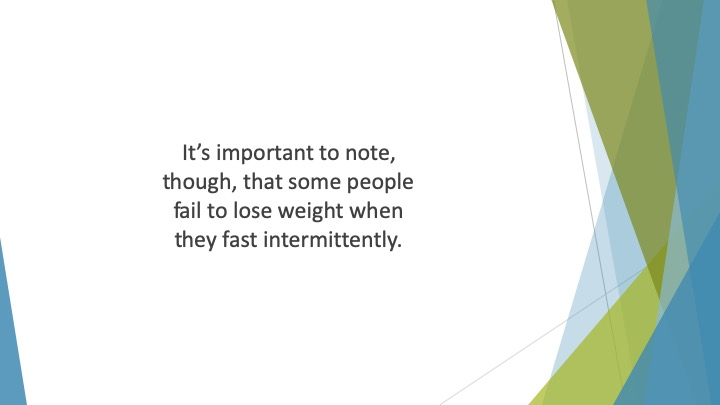 It’s important to note,
though, that some people
fail to lose weight when
they fast intermittently.